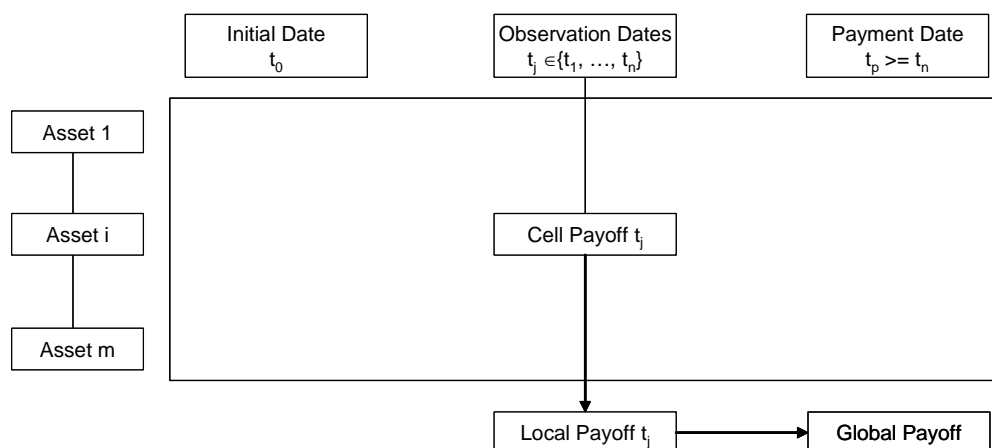 Initial Date
t₀
Observation Dates
tⱼ ∈{t₁, …, tₙ}
Payment Date
tₚ >= tₙ
Asset 1
Asset i
Cell Payoff tⱼ
Asset m
Local Payoff tⱼ
Global Payoff